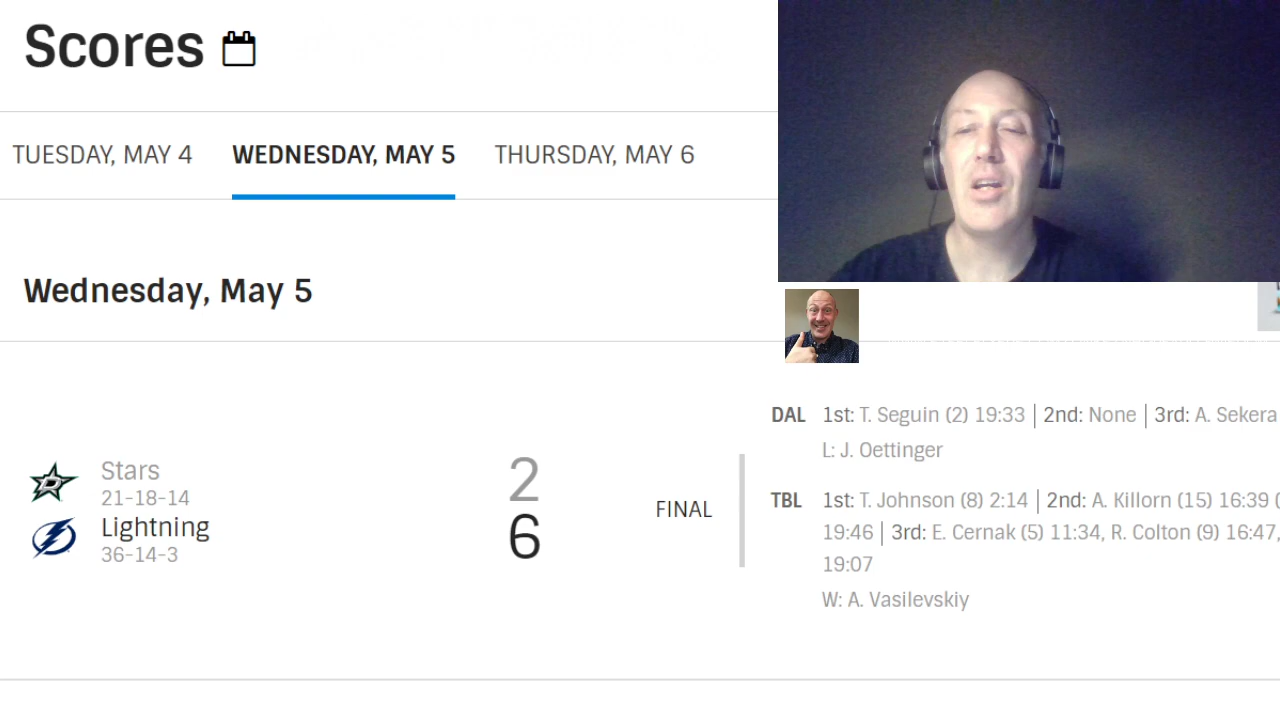 Scores
TUESDAY, MAY 4
WEDNESDAY, MAY 5
THURSDAY, MAY 6
Wednesday, May 5
Stars
21-18-14
2
Lightning
36-14-3
6
FINAL
DAL 1st: T. Seguin (2) 19:33 | 2nd: None | 3rd: A. Sekera
L: J. Oettinger
TBL 1st: T. Johnson (8) 2:14 | 2nd: A. Killorn (15) 16:39 (
19:46 | 3rd: E. Cernak (5) 11:34, R. Colton (9) 16:47,
19:07
W: A. Vasilevskiy